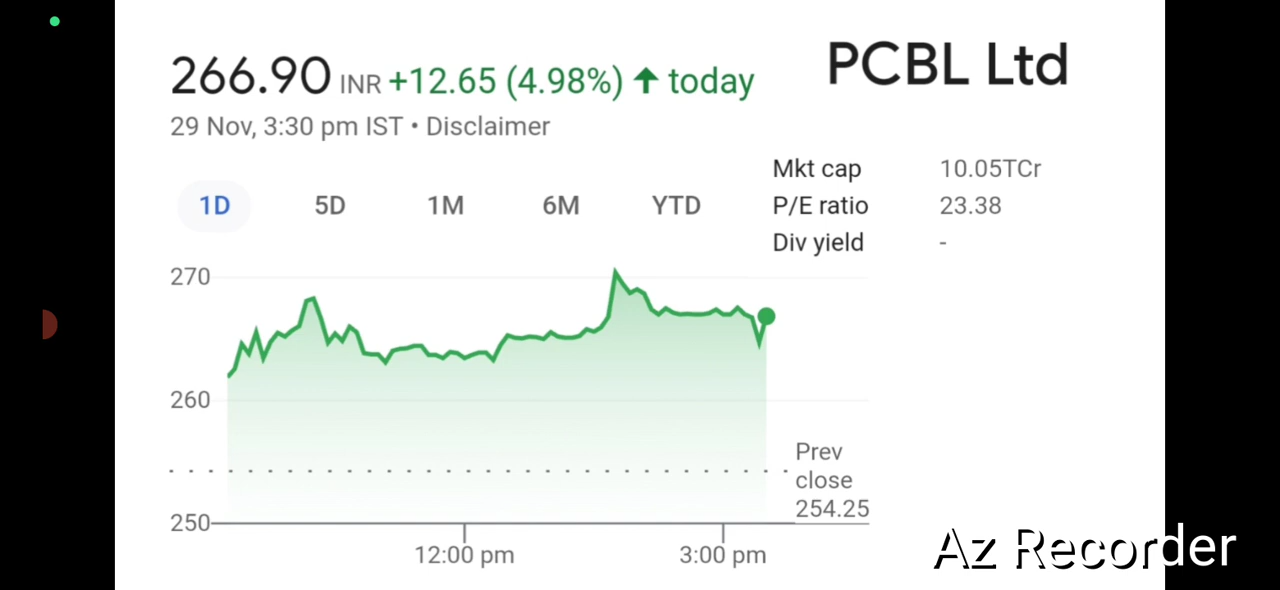 266.90 INR +12.65 (4.98%) ↑ today
PCBL Ltd
29 Nov, 3:30 pm IST • Disclaimer
Mkt cap 10.05TCr
P/E ratio 23.38
Div yield -
1D 5D 1M 6M YTD
270
260
250
Prev
close
254.25
12:00 pm 3:00 pm
Az Recorder